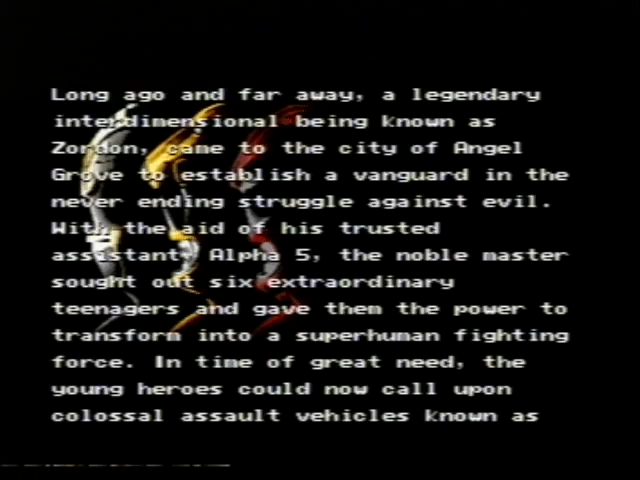 Long ago and far away, a legendary
interdimensional being known as
Zordon, came to the city of Angel
Grove to establish a vanguard in the
never ending struggle against evil.
With the aid of his trusted
assistant, Alpha 5, the noble master
sought out six extraordinary
teenagers and gave them the power to
transform into a superhuman fighting
force. In time of great need, the
young heroes could now call upon
colossal assault vehicles known as